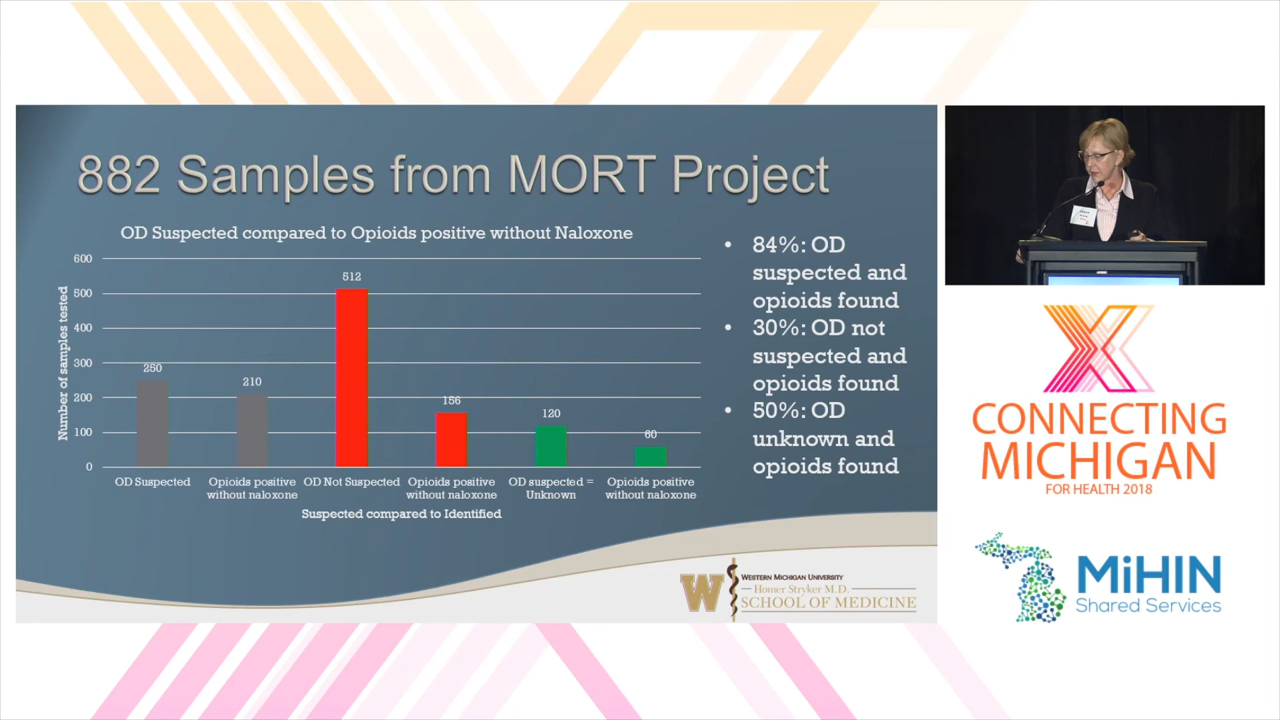 882 Samples from MORT Project
OD Suspected compared to Opioids positive without Naloxone
Number of samples tested
600
500
400
300
200
100
0
250
210
512
156
120
60
OD Suspected
Opioids positive
without naloxone
OD Not Suspected
Opioids positive
without naloxone
OD suspected =
Unknown
Opioids positive
without naloxone
Suspected compared to Identified
• 84%: OD
suspected and
opioids found
• 30%: OD not
suspected and
opioids found
• 50%: OD
unknown and
opioids found
W
WESTERN MICHIGAN UNIVERSITY
Homer Stryker M.D.
SCHOOL OF MEDICINE
X
CONNECTING
MICHIGAN
FOR HEALTH 2018
MiHIN
Shared Services